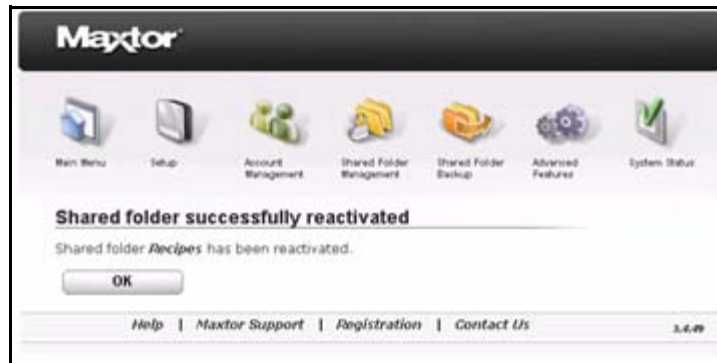 Maxtor
Main Menu
Setup
Account Management
Shared Folder Management
Shared Folder Backup
Advanced Features
System Status
Shared folder successfully reactivated
Shared folder Recipes has been reactivated.
OK
Help | Maxtor Support | Registration | Contact Us